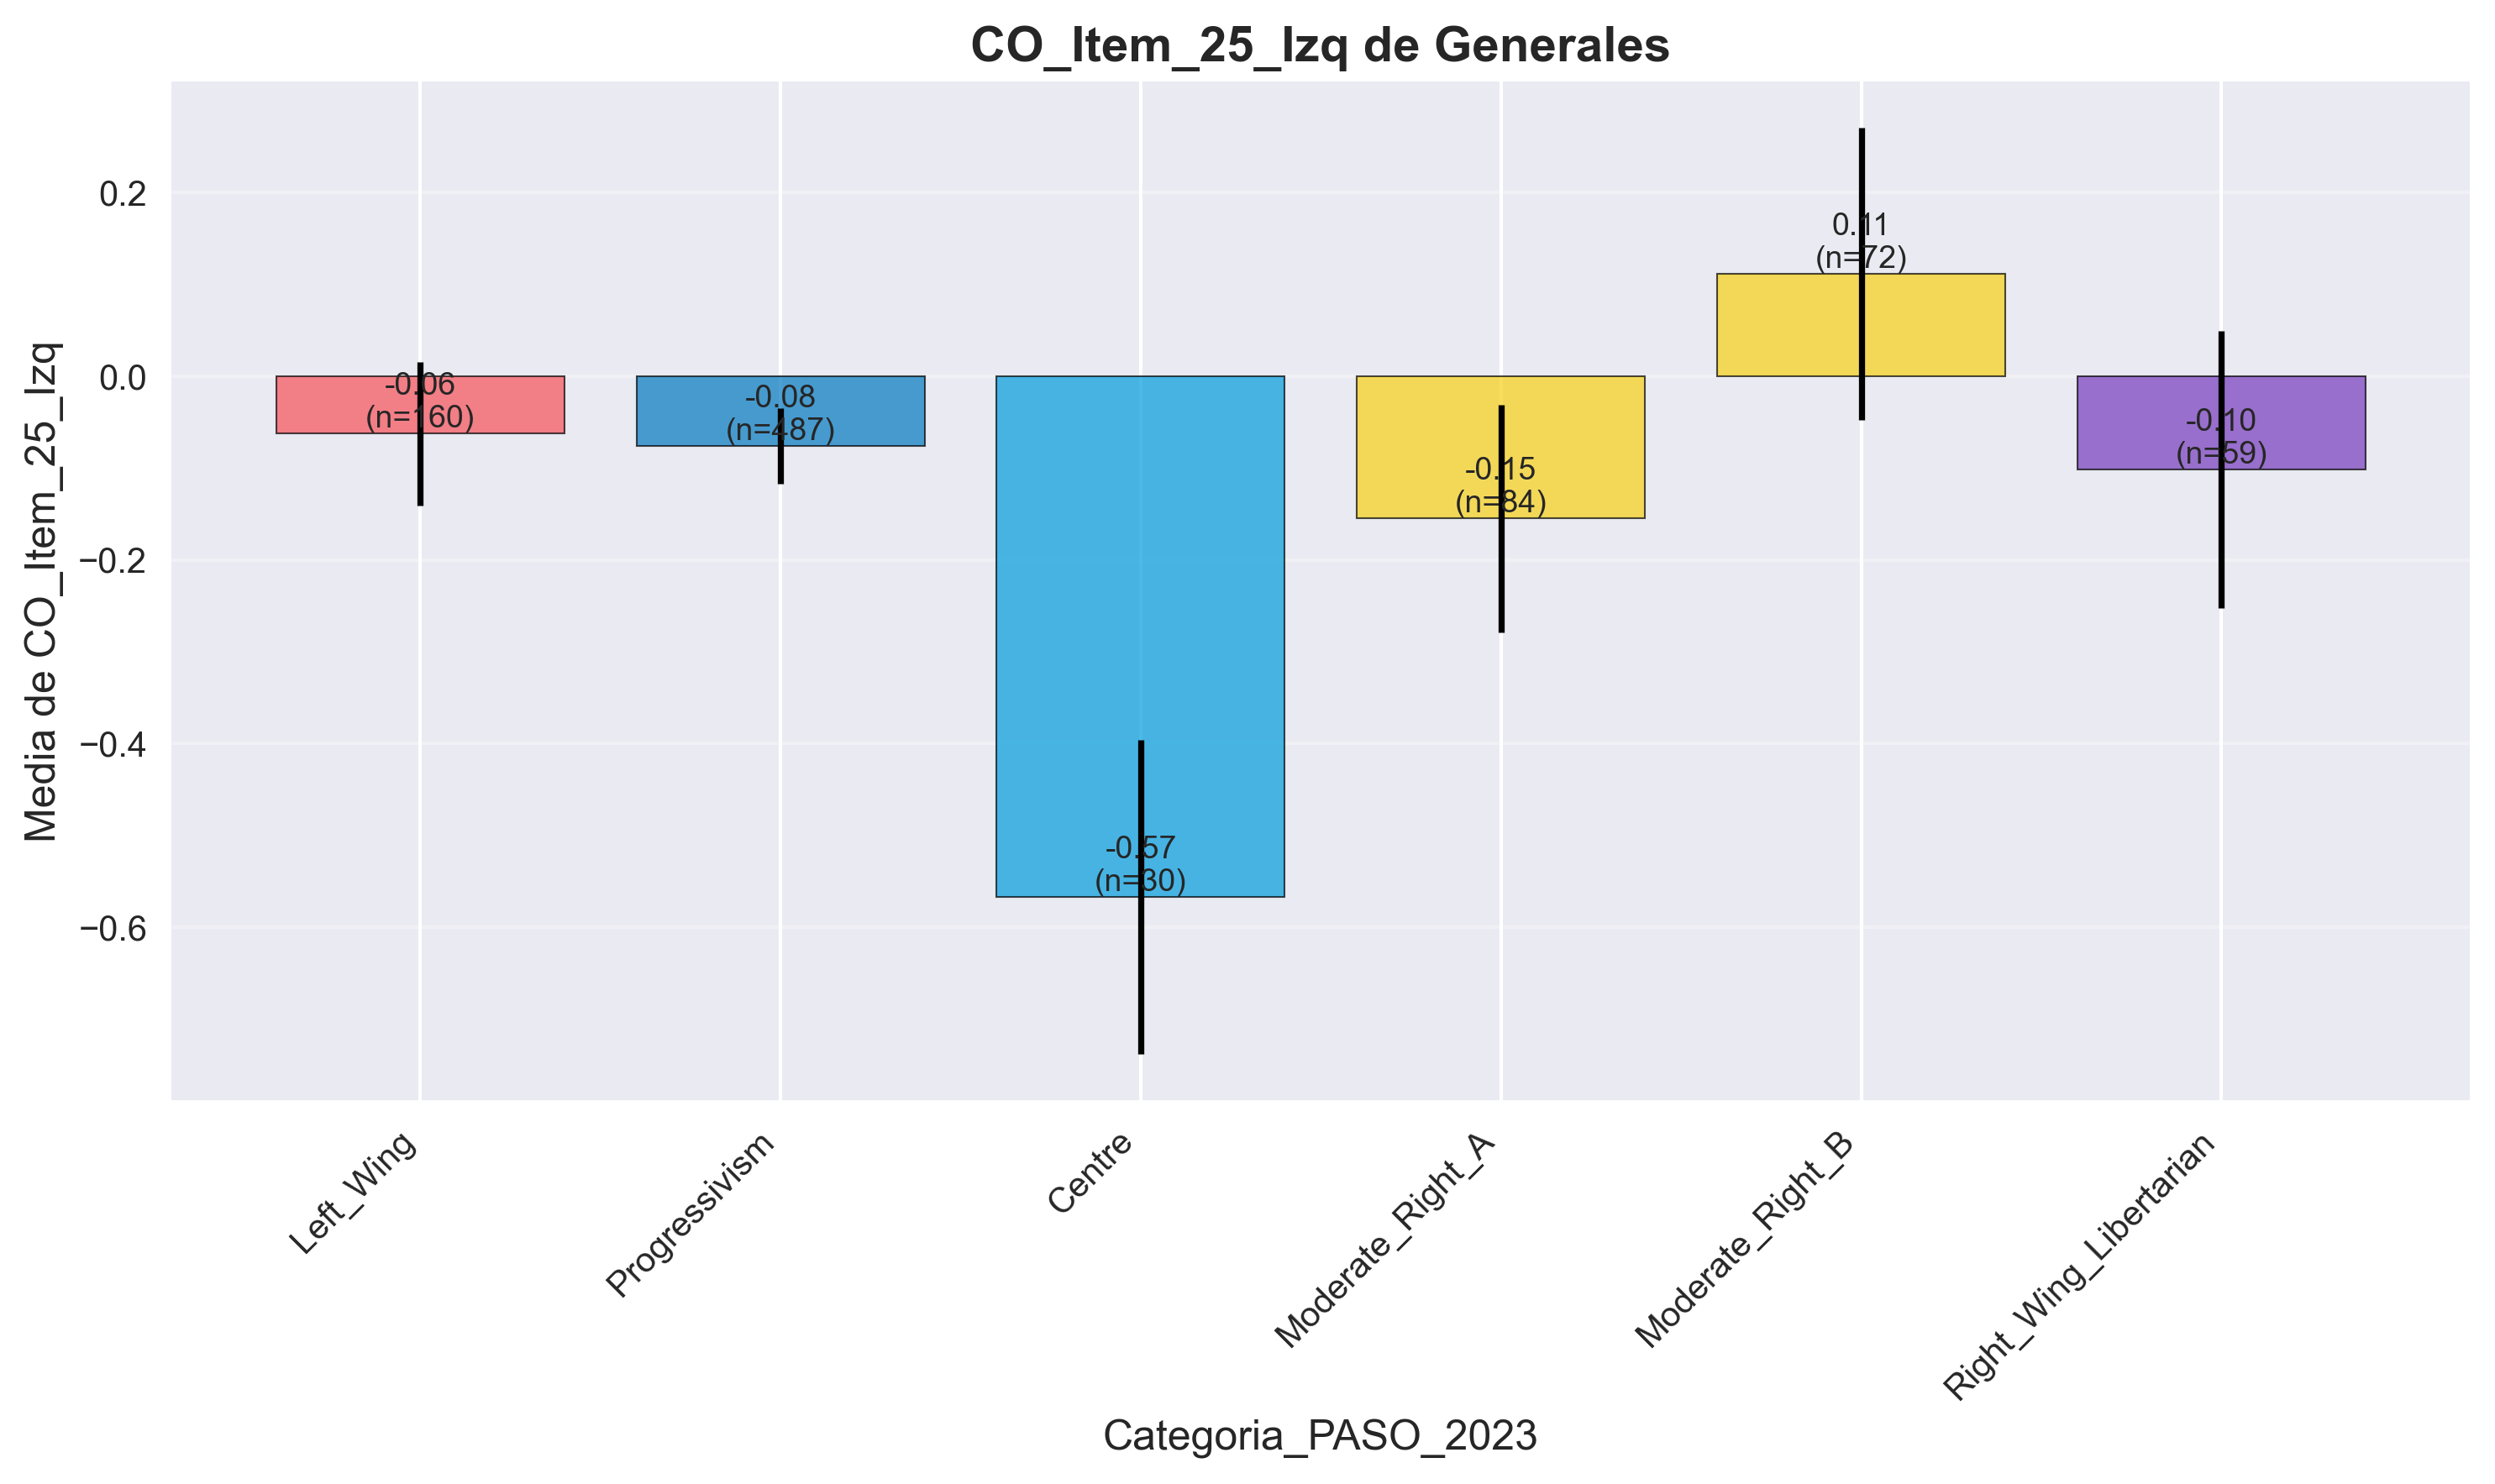 CO_Item_25_Izq de Generales
Media de CO_Item_25_Izq
0.2
0.0
−0.2
−0.4
−0.6
-0.06
(n=160)
-0.08
(n=487)
-0.57
(n=30)
-0.15
(n=84)
0.11
(n=72)
-0.10
(n=59)
Left_Wing
Progressivism
Centre
Moderate_Right_A
Moderate_Right_B
Right_Wing_Libertarian
Categoria_PASO_2023